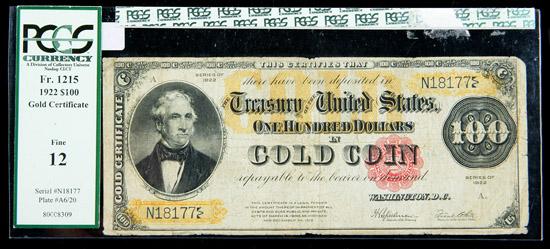 PCGS
CURRENCY
A Division of Collectors Universe
Nasdaq: CLCT
Fr. 1215
1922 $100
Gold Certificate
Fine
12
Serial #N18177
Plate #A6/20
80CC8309
THIS CERTIFIES THAT
SERIES OF
1922
there have been deposited in
N18177
Treasury of the United States,
ONE HUNDRED DOLLARS
IN
GOLD COIN
repayable to the bearer on demand
100
GOLD CERTIFICATE
N18177
WASHINGTON, D.C.
A.
SERIES OF
1922